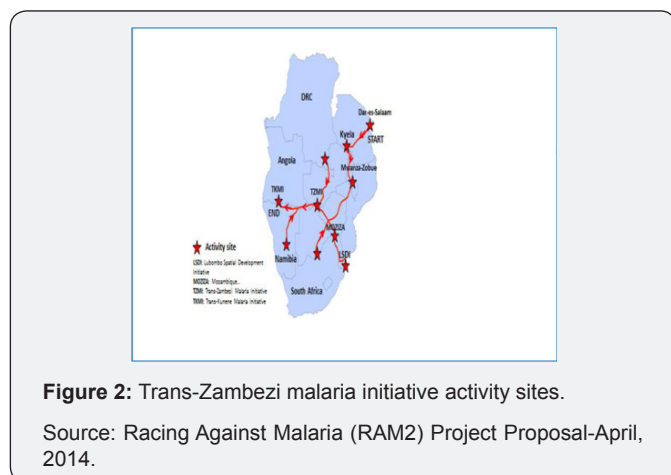 DRC
Dar-es-Salaam
START
Kyela
Angola
Mwanza-Zobue
TKMI
TZMI
END
MOZIZA
Activity site
LSDI
LSDI: Lubombo Spatial Development
Initiative
Namibia
MOZIZA: Mozambique..
TZMI: Trans-Zambezi Malaria Initiative
TKMI: Trans-Kunene Malaria Initiative
South Africa
Figure 2: Trans-Zambezi malaria initiative activity sites.
Source: Racing Against Malaria (RAM2) Project Proposal-April,
2014.